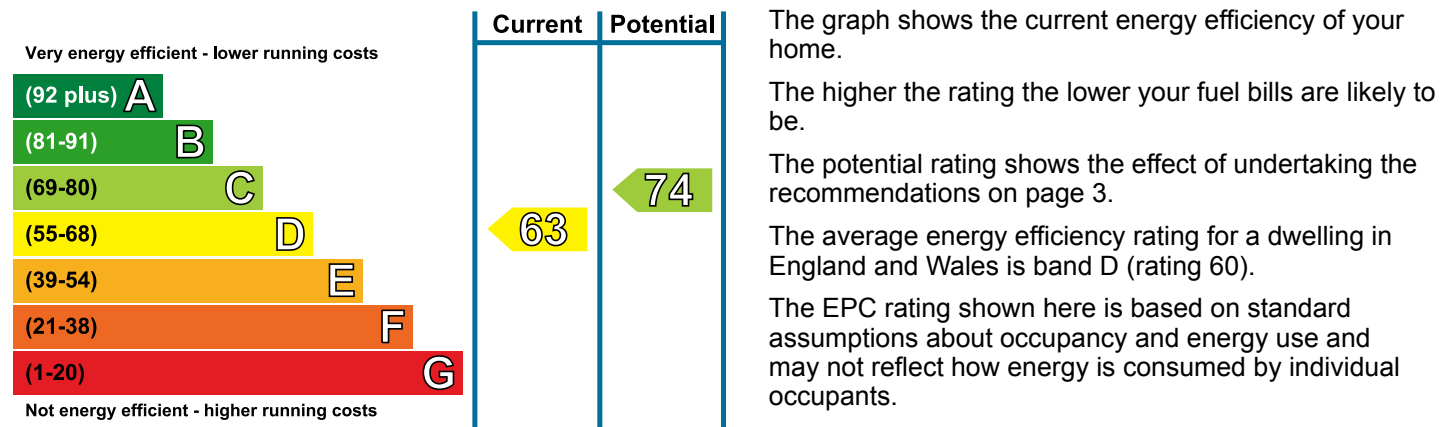 Current Potential
Very energy efficient - lower running costs
(92 plus) A
(81-91) B
(69-80) C
74
(55-68) D
63
(39-54) E
(21-38) F
(1-20) G
Not energy efficient - higher running costs
The graph shows the current energy efficiency of your
home.
The higher the rating the lower your fuel bills are likely to
be.
The potential rating shows the effect of undertaking the
recommendations on page 3.
The average energy efficiency rating for a dwelling in
England and Wales is band D (rating 60).
The EPC rating shown here is based on standard
assumptions about occupancy and energy use and
may not reflect how energy is consumed by individual
occupants.